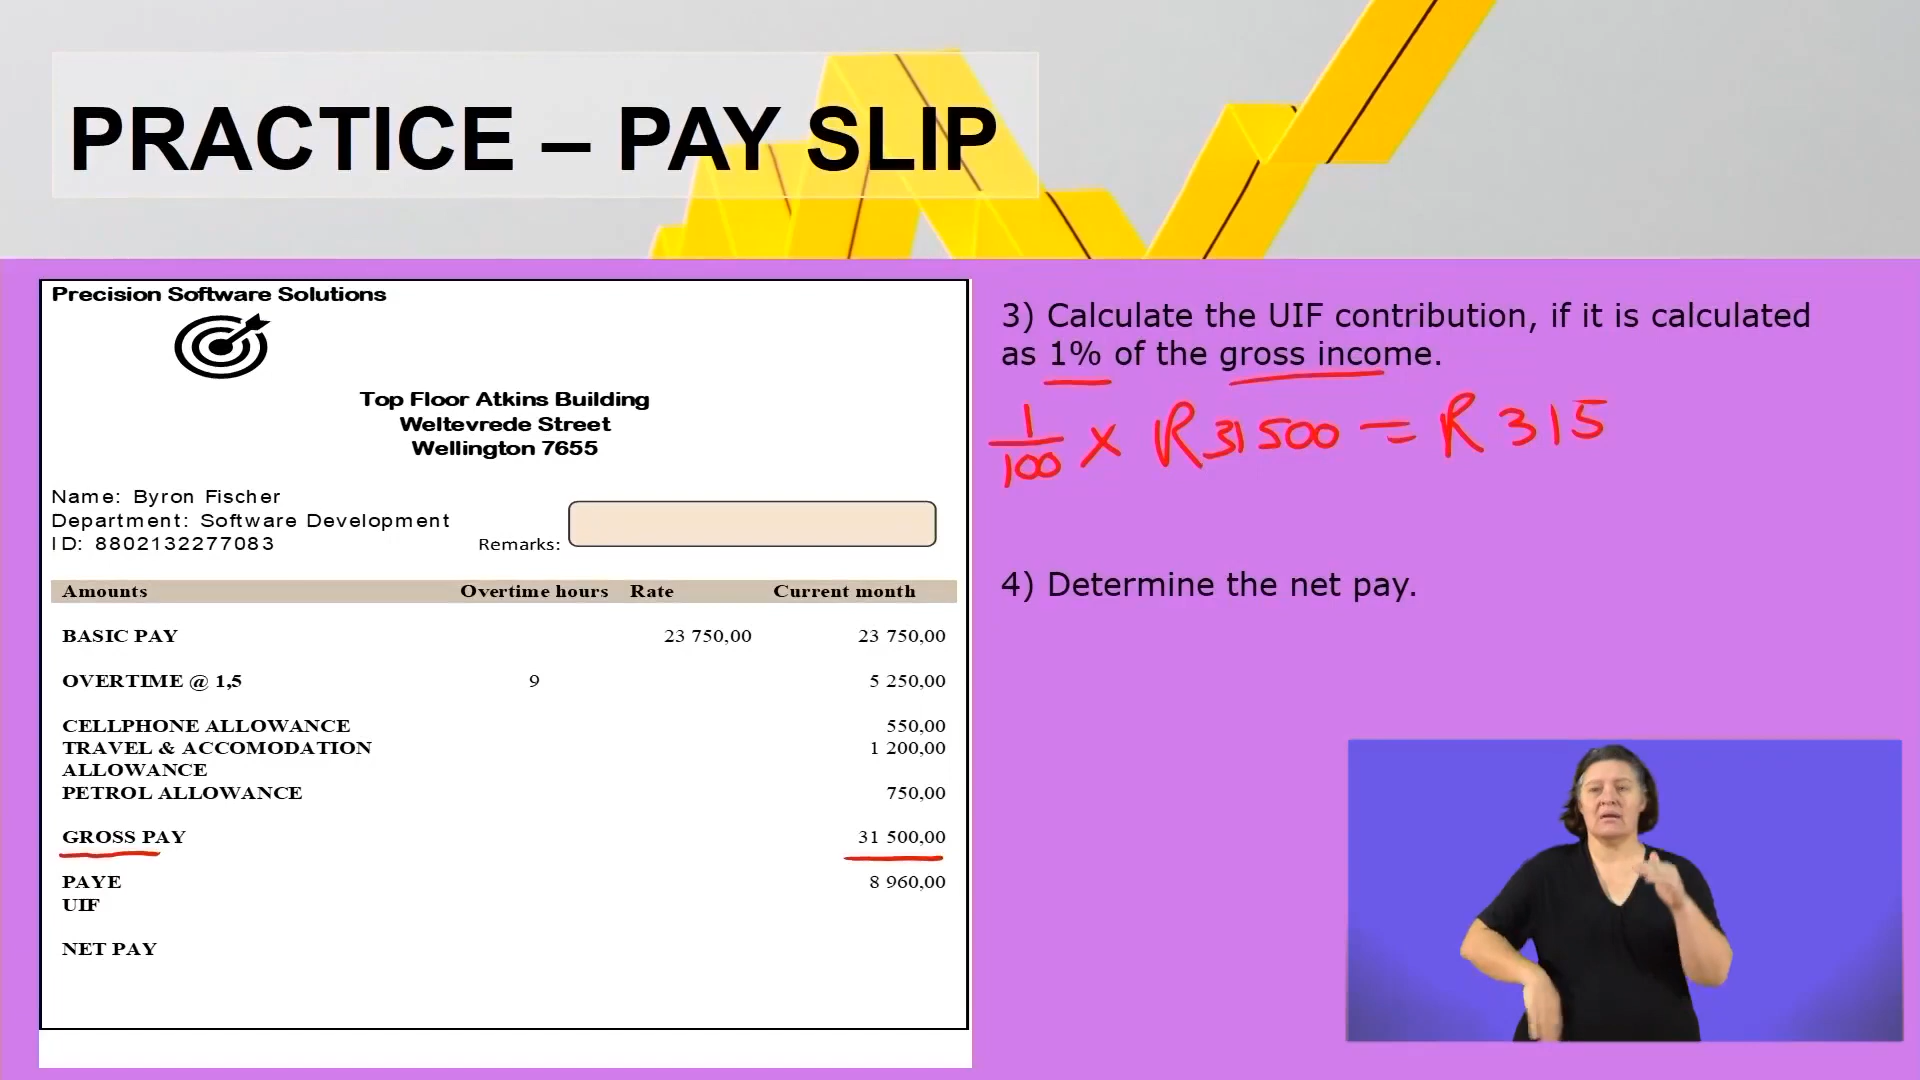 PRACTICE – PAY SLIP
Precision Software Solutions
Top Floor Atkins Building
Weltevrede Street
Wellington 7655
Name: Byron Fischer
Department: Software Development
ID: 8802132277083
Remarks:
Amounts Overtime hours Rate Current month
BASIC PAY 23 750,00 23 750,00
OVERTIME @ 1,5 9 5 250,00
CELLPHONE ALLOWANCE 550,00
TRAVEL & ACCOMODATION 1 200,00
ALLOWANCE
PETROL ALLOWANCE 750,00
GROSS PAY 31 500,00
PAYE 8 960,00
UIF
NET PAY
3) Calculate the UIF contribution, if it is calculated
as 1% of the gross income.
1/100 × R31500 = R315
4) Determine the net pay.